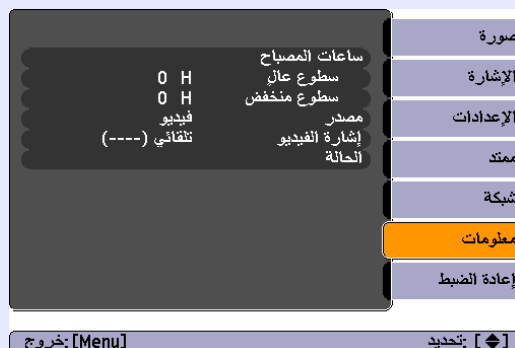 صورة
الإشارة
الإعدادات
ممتد
شبكة
معلومات
إعادة الضبط
ساعات المصباح
سطوع عالٍ 0 H
سطوع منخفض 0 H
مصدر فيديو
إشارة الفيديو تلقائي (----)
الحالة
[ ] :تحديد [Menu] :خروج